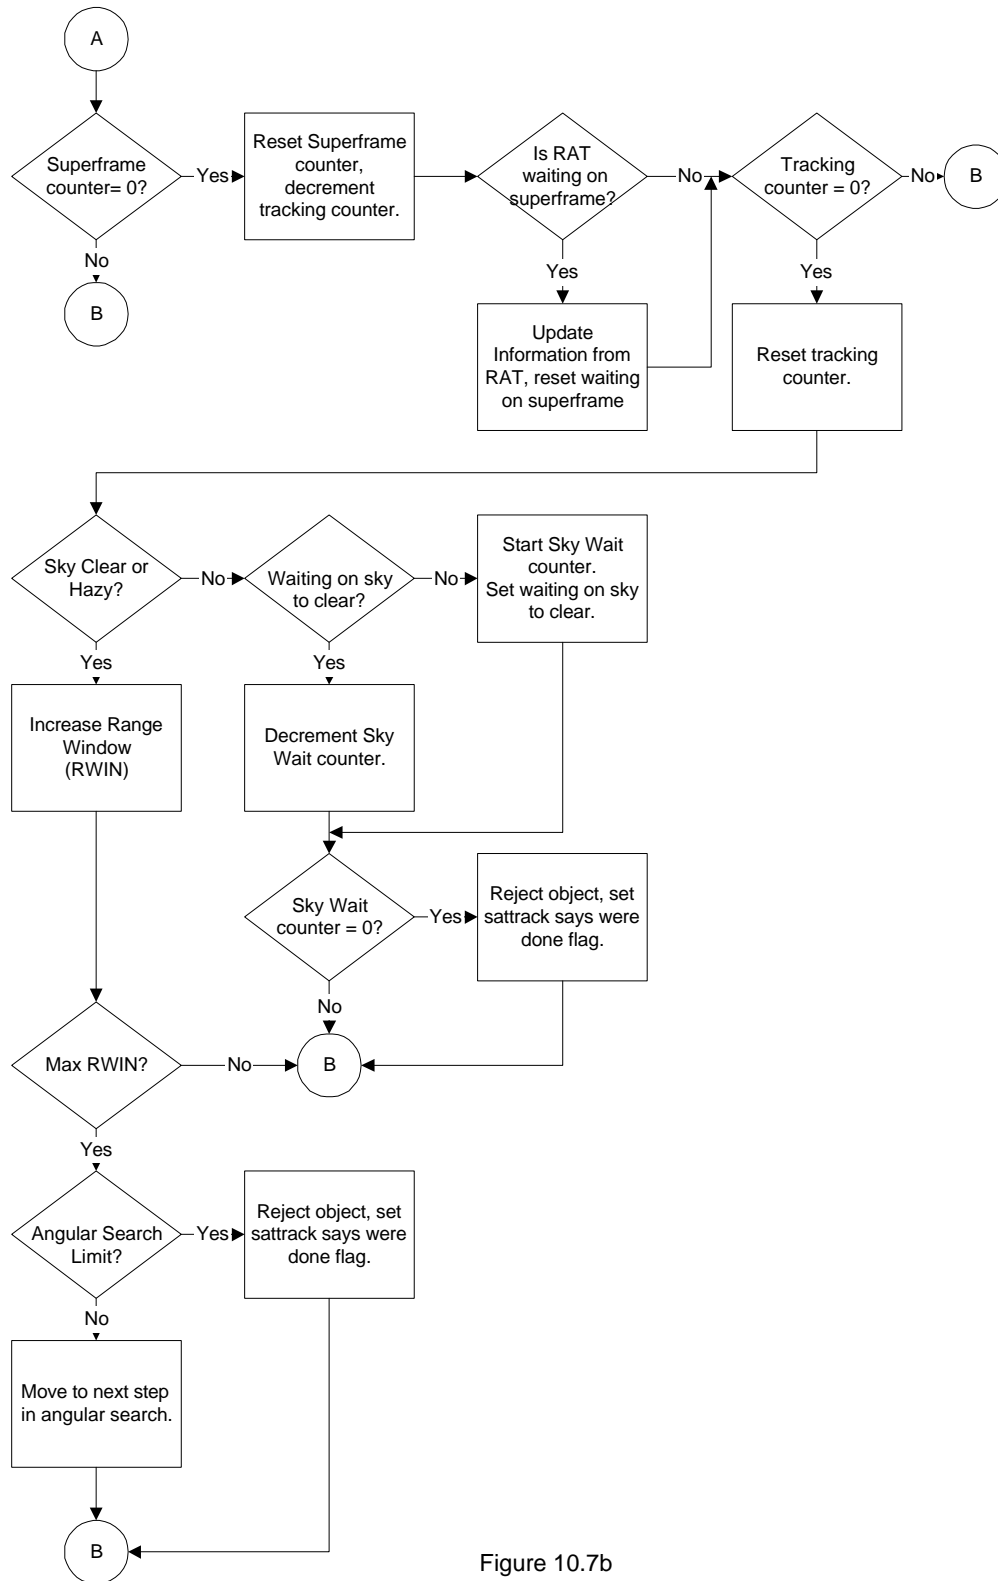 A
Superframe
counter= 0?
Yes
Reset Superframe
counter,
decrement
tracking counter.
Is RAT
waiting on
superframe?
No
Tracking
counter = 0?
No
B
No
B
Yes
Update
Information from
RAT, reset waiting
on superframe
Yes
Reset tracking
counter.
Sky Clear or
Hazy?
No
Waiting on sky
to clear?
No
Start Sky Wait
counter.
Set waiting on sky
to clear.
Yes
Increase Range
Window
(RWIN)
Yes
Decrement Sky
Wait counter.
Sky Wait
counter = 0?
Yes
Reject object, set
sattrack says were
done flag.
No
Max RWIN?
No
B
Yes
Angular Search
Limit?
Yes
Reject object, set
sattrack says were
done flag.
No
Move to next step
in angular search.
B
Figure 10.7b